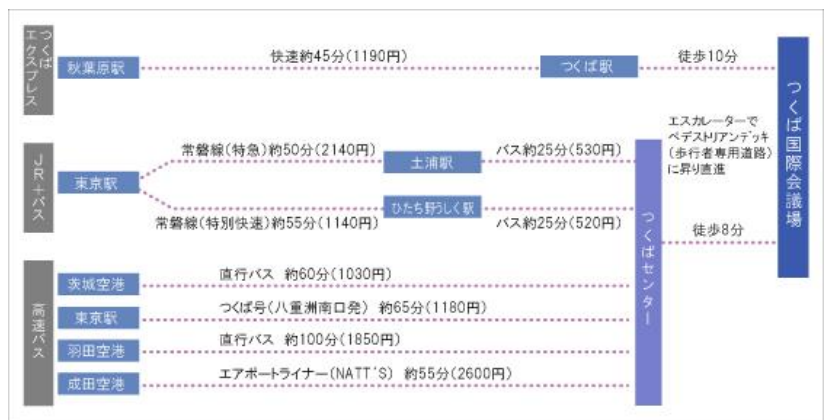 つくば
エクスプレス
秋葉原駅
快速約45分(1190円)
つくば駅
徒歩10分
つくば国際会議場
エスカレーターで
ペデストリアンデッキ
(歩行者専用道路)
に昇り直進
JR+バス
東京駅
常磐線(特急)約50分(2140円)
土浦駅
バス約25分(530円)
常磐線(特別快速)約55分(1140円)
ひたち野うしく駅
バス約25分(520円)
つくばセンター
徒歩8分
高速バス
茨城空港
直行バス 約60分(1030円)
東京駅
つくば号(八重洲南口発) 約65分(1180円)
羽田空港
直行バス 約100分(1850円)
成田空港
エアポートライナー(NATT'S) 約55分(2600円)